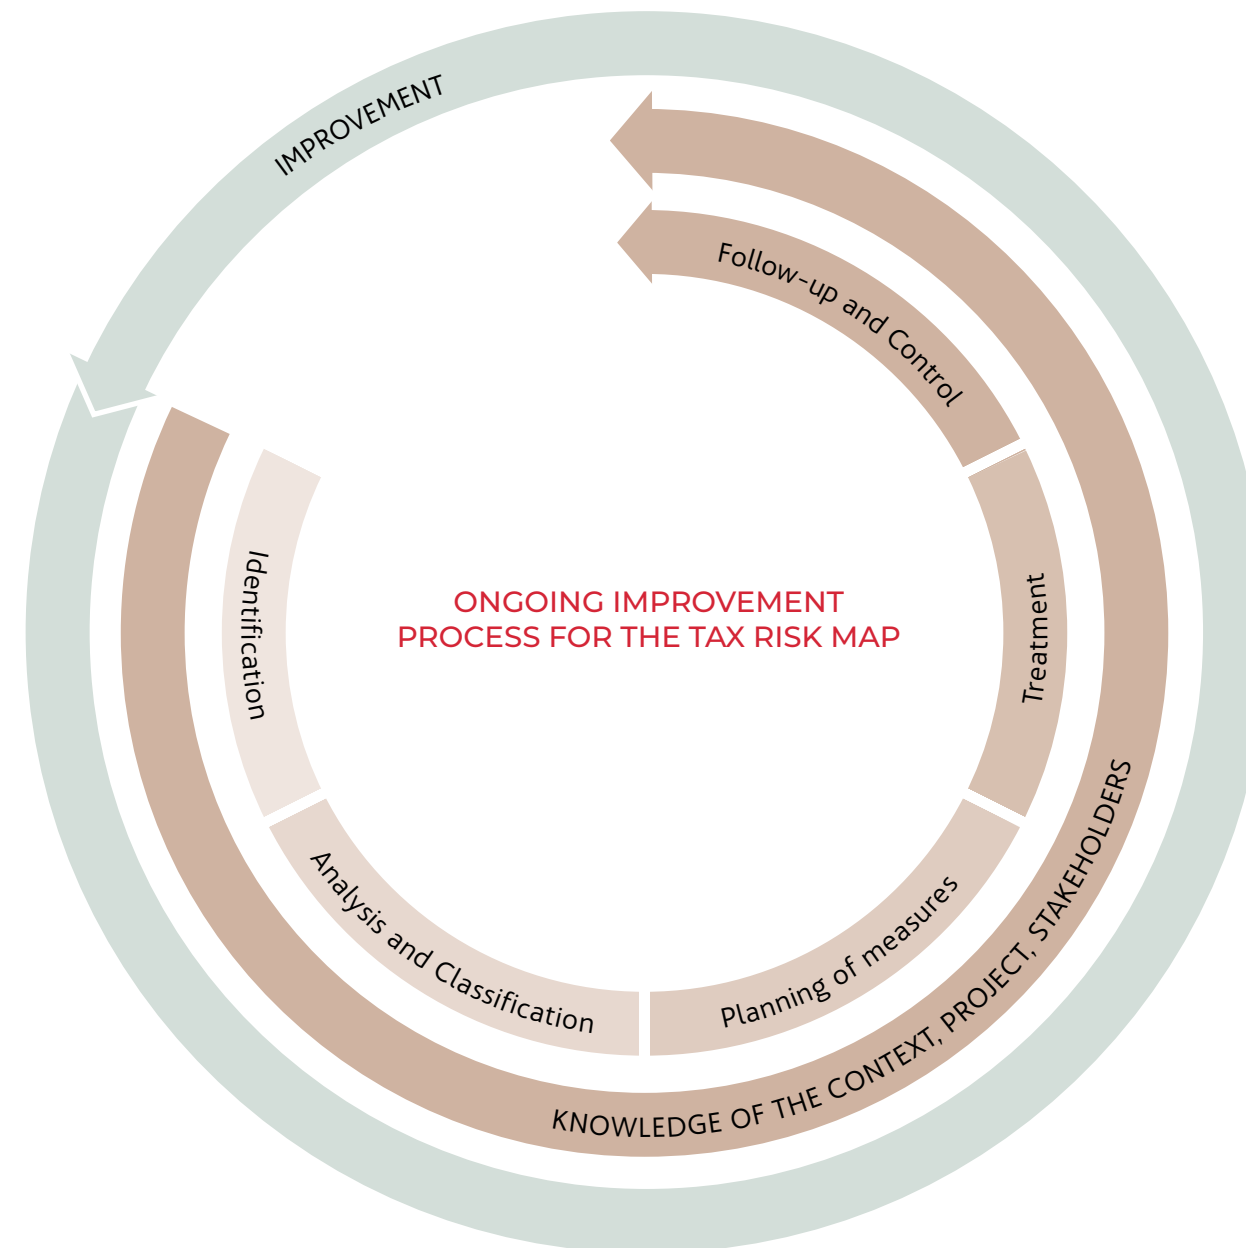 IMPROVEMENT
Follow-up and Control
Treatment
Planning of measures
Analysis and Classification
Identification
KNOWLEDGE OF THE CONTEXT, PROJECT, STAKEHOLDERS
ONGOING IMPROVEMENT
PROCESS FOR THE TAX RISK MAP